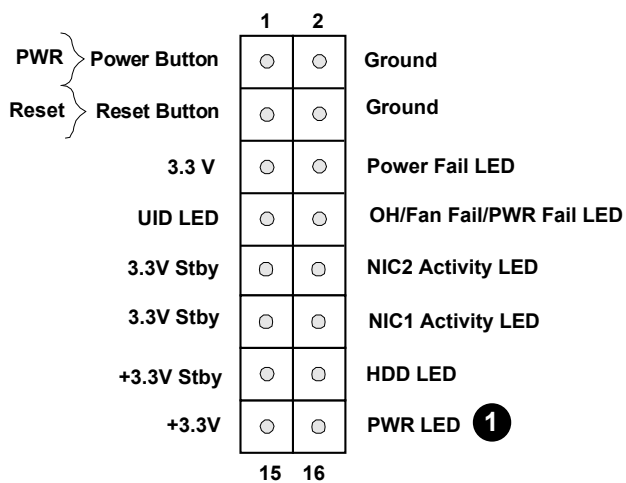 1 2
PWR Power Button Ground
Reset Reset Button Ground
3.3 V Power Fail LED
UID LED OH/Fan Fail/PWR Fail LED
3.3V Stby NIC2 Activity LED
3.3V Stby NIC1 Activity LED
+3.3V Stby HDD LED
+3.3V PWR LED 1
15 16